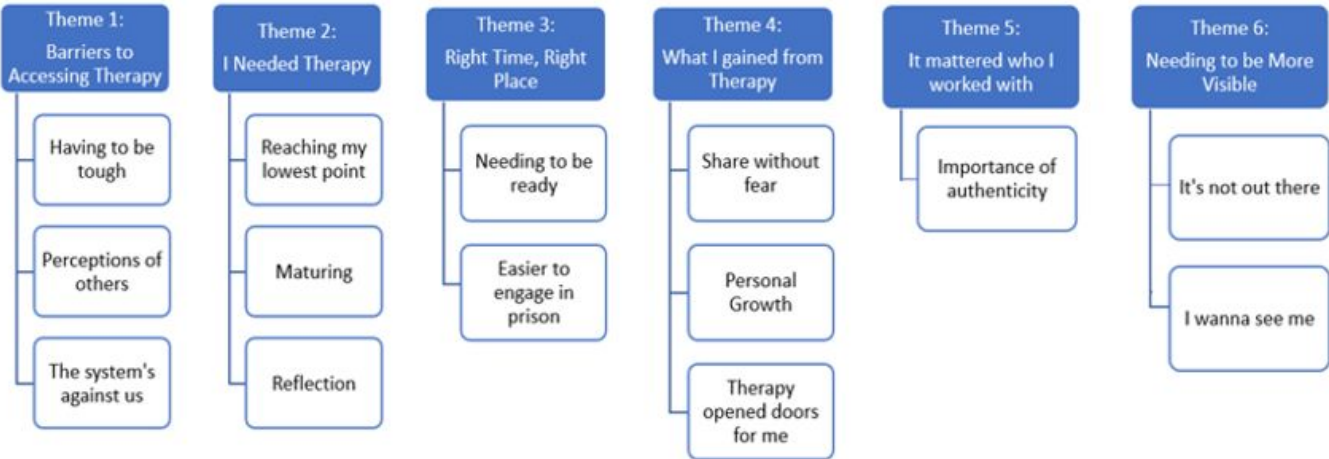 Theme 1:
Barriers to
Accessing Therapy
Having to be
tough
Perceptions of
others
The system's
against us
Theme 2:
I Needed Therapy
Reaching my
lowest point
Maturing
Reflection
Theme 3:
Right Time, Right
Place
Needing to be
ready
Easier to
engage in
prison
Theme 4:
What I gained from
Therapy
Share without
fear
Personal
Growth
Therapy
opened doors
for me
Theme 5:
It mattered who I
worked with
Importance of
authenticity
Theme 6:
Needing to be More
Visible
It's not out there
I wanna see me